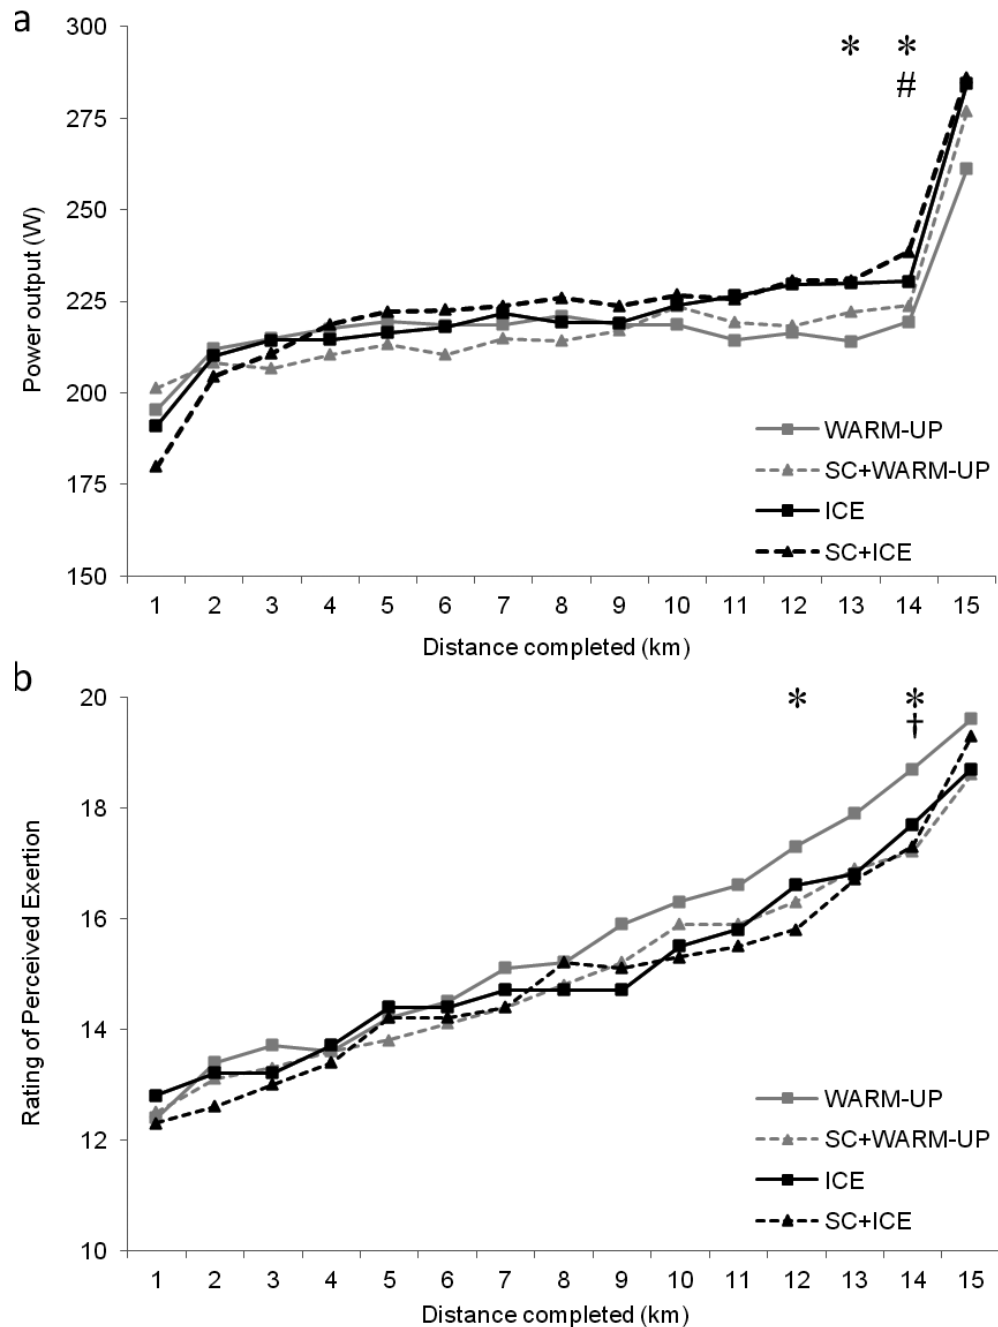 a
300
275
250
225
200
175
150
* *
#
Power output (W)
WARM-UP
SC+WARM-UP
ICE
SC+ICE
1 2 3 4 5 6 7 8 9 10 11 12 13 14 15
Distance completed (km)
b
20
18
16
14
12
10
* *
†
Rating of Perceived Exertion
WARM-UP
SC+WARM-UP
ICE
SC+ICE
1 2 3 4 5 6 7 8 9 10 11 12 13 14 15
Distance completed (km)